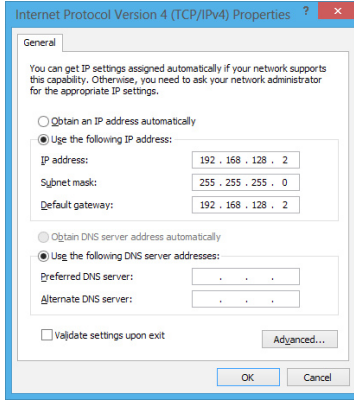 Internet Protocol Version 4 (TCP/IPv4) Properties ? ×
General
You can get IP settings assigned automatically if your network supports
this capability. Otherwise, you need to ask your network administrator
for the appropriate IP settings.
Obtain an IP address automatically
Use the following IP address:
IP address: 192 . 168 . 128 . 2
Subnet mask: 255 . 255 . 255 . 0
Default gateway: 192 . 168 . 128 . 2
Obtain DNS server address automatically
Use the following DNS server addresses:
Preferred DNS server: . . .
Alternate DNS server: . . .
Validate settings upon exit
Advanced...
OK Cancel